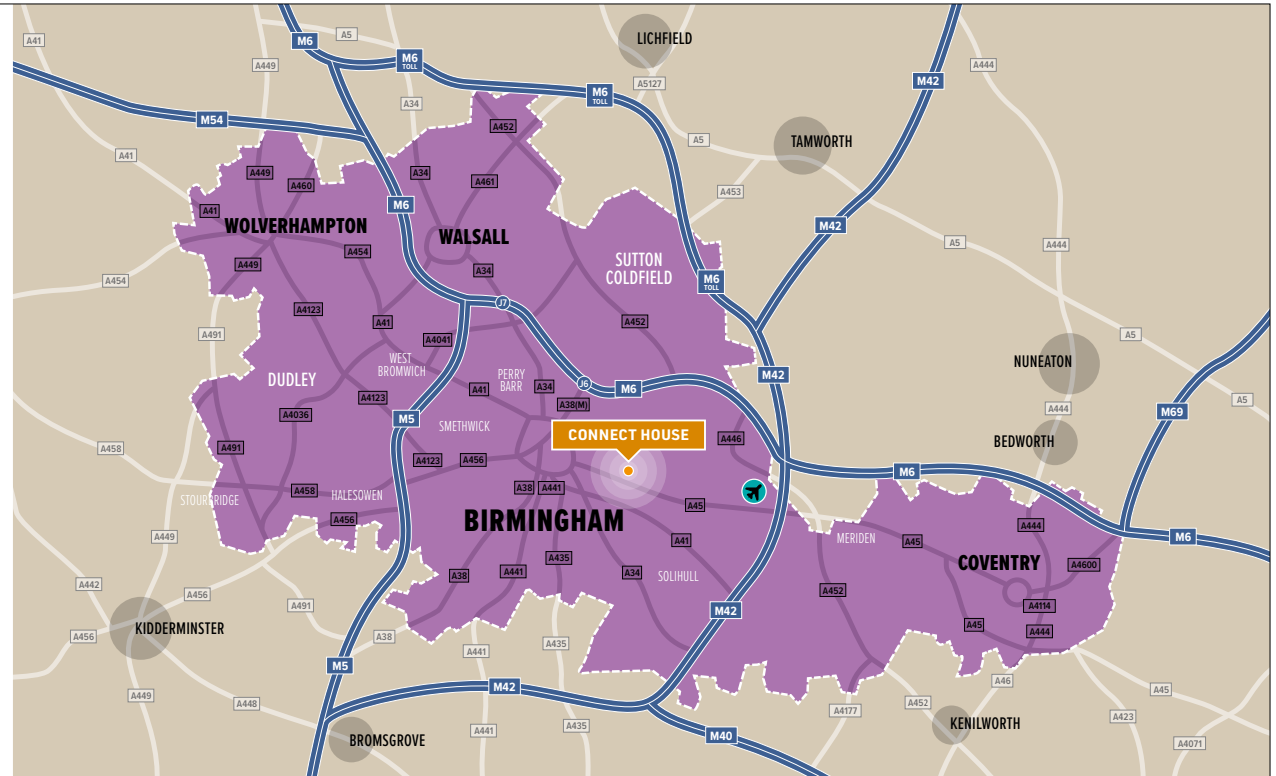 A41
M6
A5
M6
TOLL
LICHFIELD
A449
A444
M42
A5127
M6
TOLL
A34
M54
A452
A5
TAMWORTH
A41
A449
A460
A34
A461
A453
M6
A41
WOLVERHAMPTON
M42
WALSALL
A5
A444
A454
A449
A34
SUTTON
COLDFIELD
M6
TOLL
A454
A4123
A41
A452
A491
A4041
A5
WEST
BROMWICH
NUNEATON
DUDLEY
PERRY
BARR
M42
J7
J6
M6
A41
A34
A38(M)
A4123
A5
A4036
M5
A444
M69
SMETHWICK
CONNECT HOUSE
A446
BEDWORTH
A458
A491
A4123
A456
M6
STOURBRIDGE
A458
HALESOWEN
A38
A441
A45
A456
BIRMINGHAM
A444
A449
A41
MERIDEN
A45
M6
A435
COVENTRY
A4600
A442
A38
A441
A34
SOLIHULL
A456
A452
A491
A4114
M42
KIDDERMINSTER
A45
A444
A456
A38
A441
A435
M5
A46
A449
M42
A45
A448
A4177
A452
A423
KENILWORTH
A441
A435
M40
BROMSGROVE
A4071